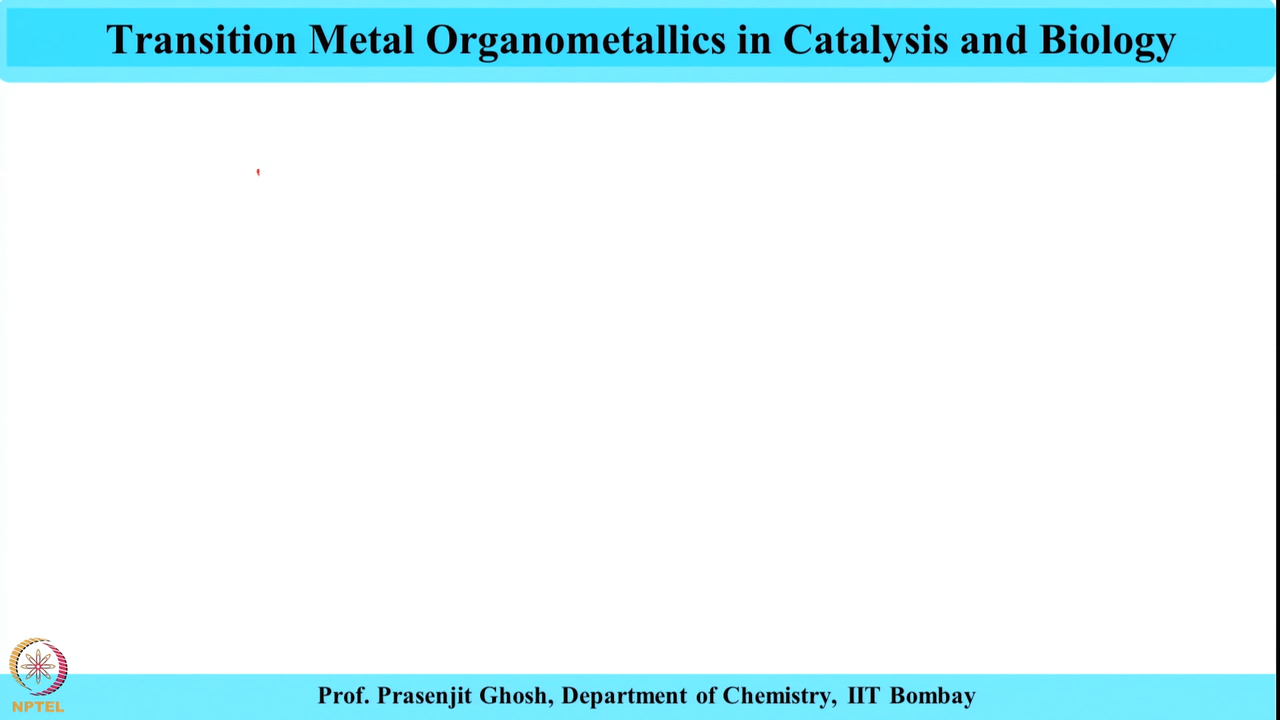 Transition Metal Organometallics in Catalysis and Biology
NPTEL
Prof. Prasenjit Ghosh, Department of Chemistry, IIT Bombay